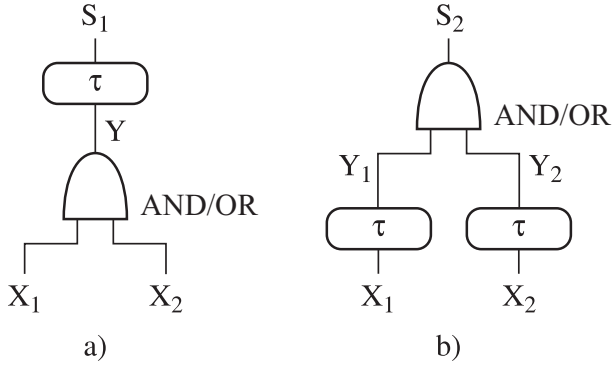 S₁
τ
Y
AND/OR
X₁ X₂
a)
S₂
AND/OR
Y₁ Y₂
τ τ
X₁ X₂
b)